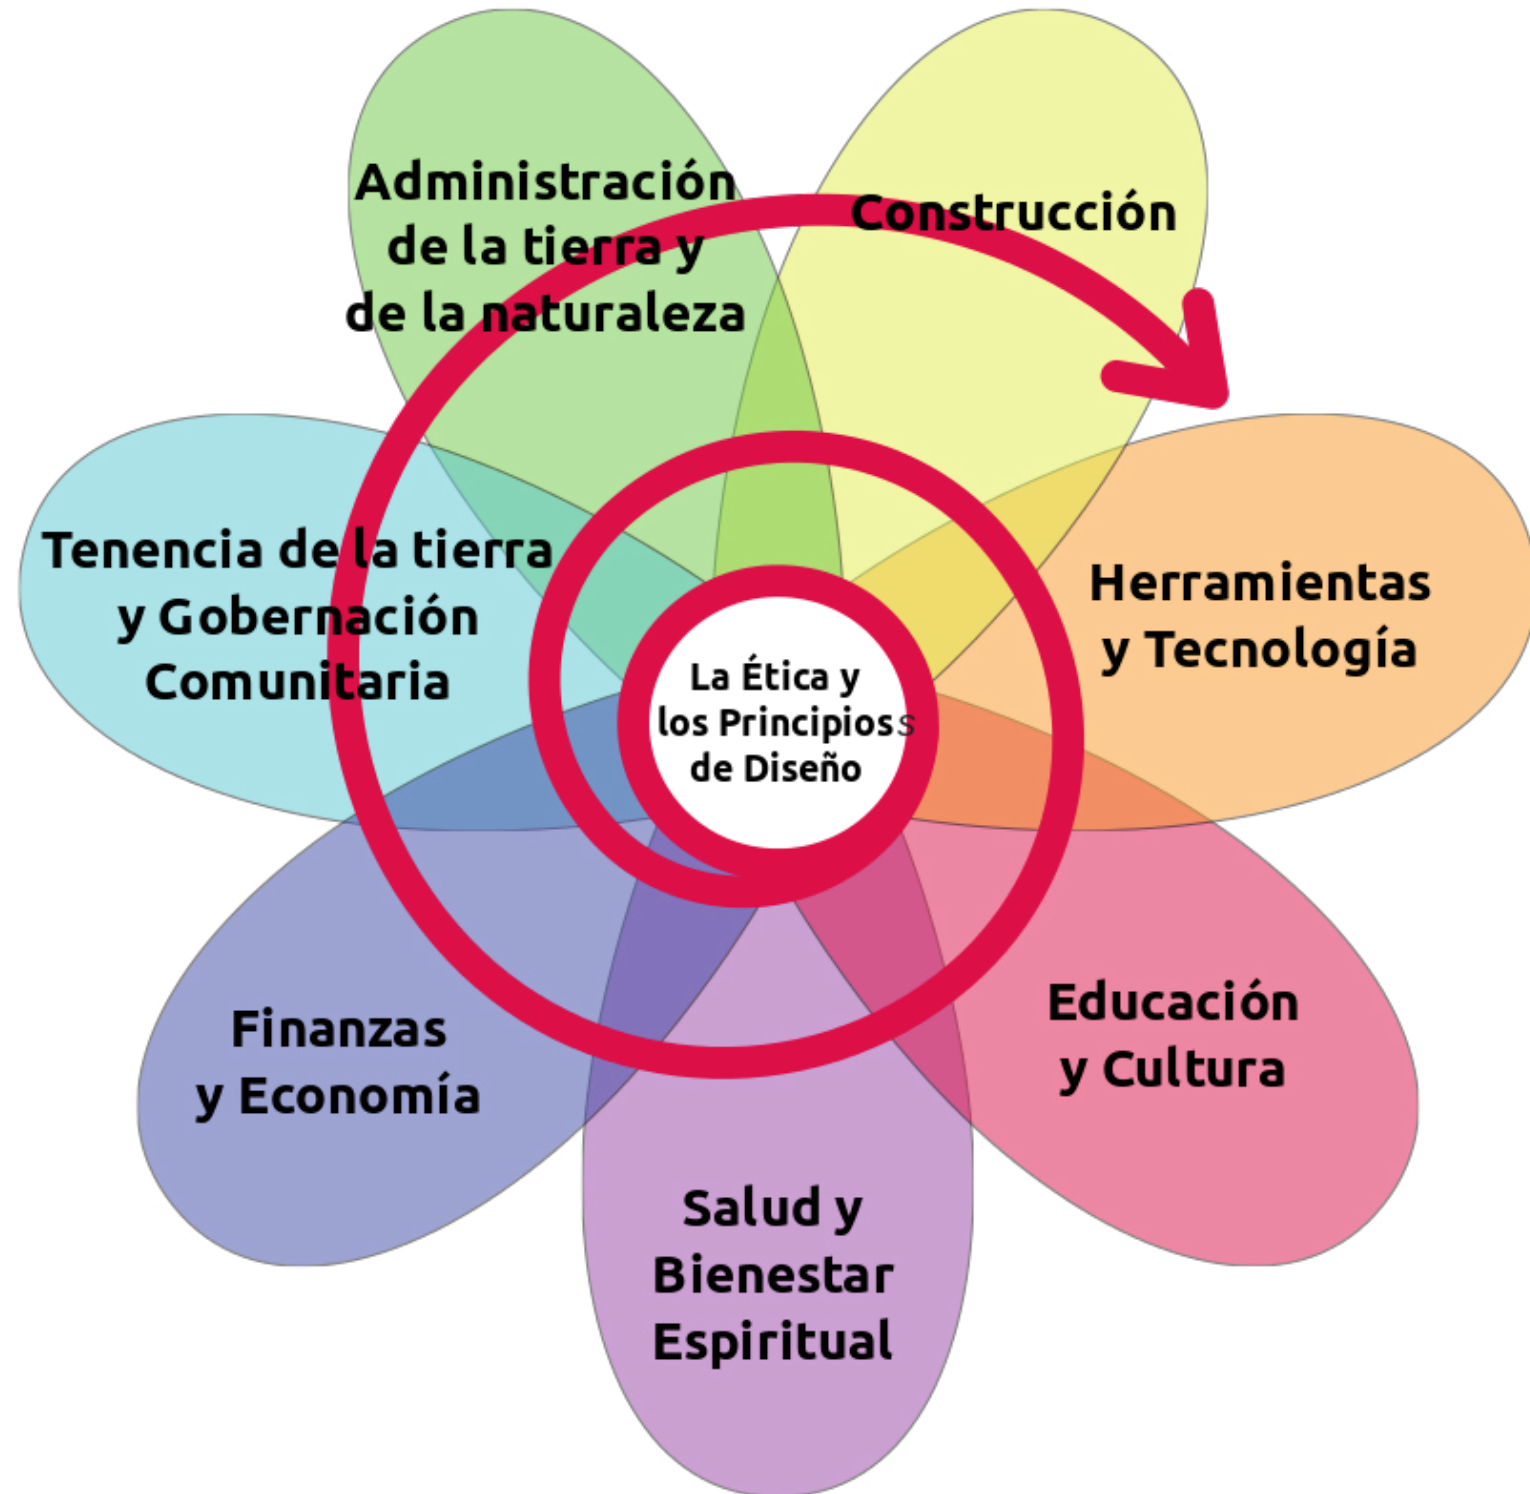 Administración
de la tierra y
de la naturaleza
Construcción
Tenencia de la tierra
y Gobernación
Comunitaria
Herramientas
y Tecnología
La Ética y
los Principioss
de Diseño
Finanzas
y Economía
Educación
y Cultura
Salud y
Bienestar
Espiritual